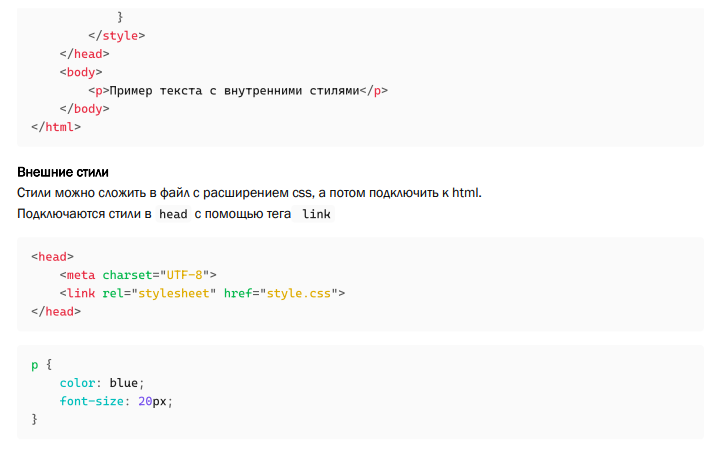 }
        </style>
    </head>
    <body>
        <p>Пример текста с внутренними стилями</p>
    </body>
</html>
Внешние стили
Стили можно сложить в файл с расширением css, а потом подключить к html.
Подключаются стили в head с помощью тега link
<head>
    <meta charset="UTF-8">
    <link rel="stylesheet" href="style.css">
</head>
p {
    color: blue;
    font-size: 20px;
}